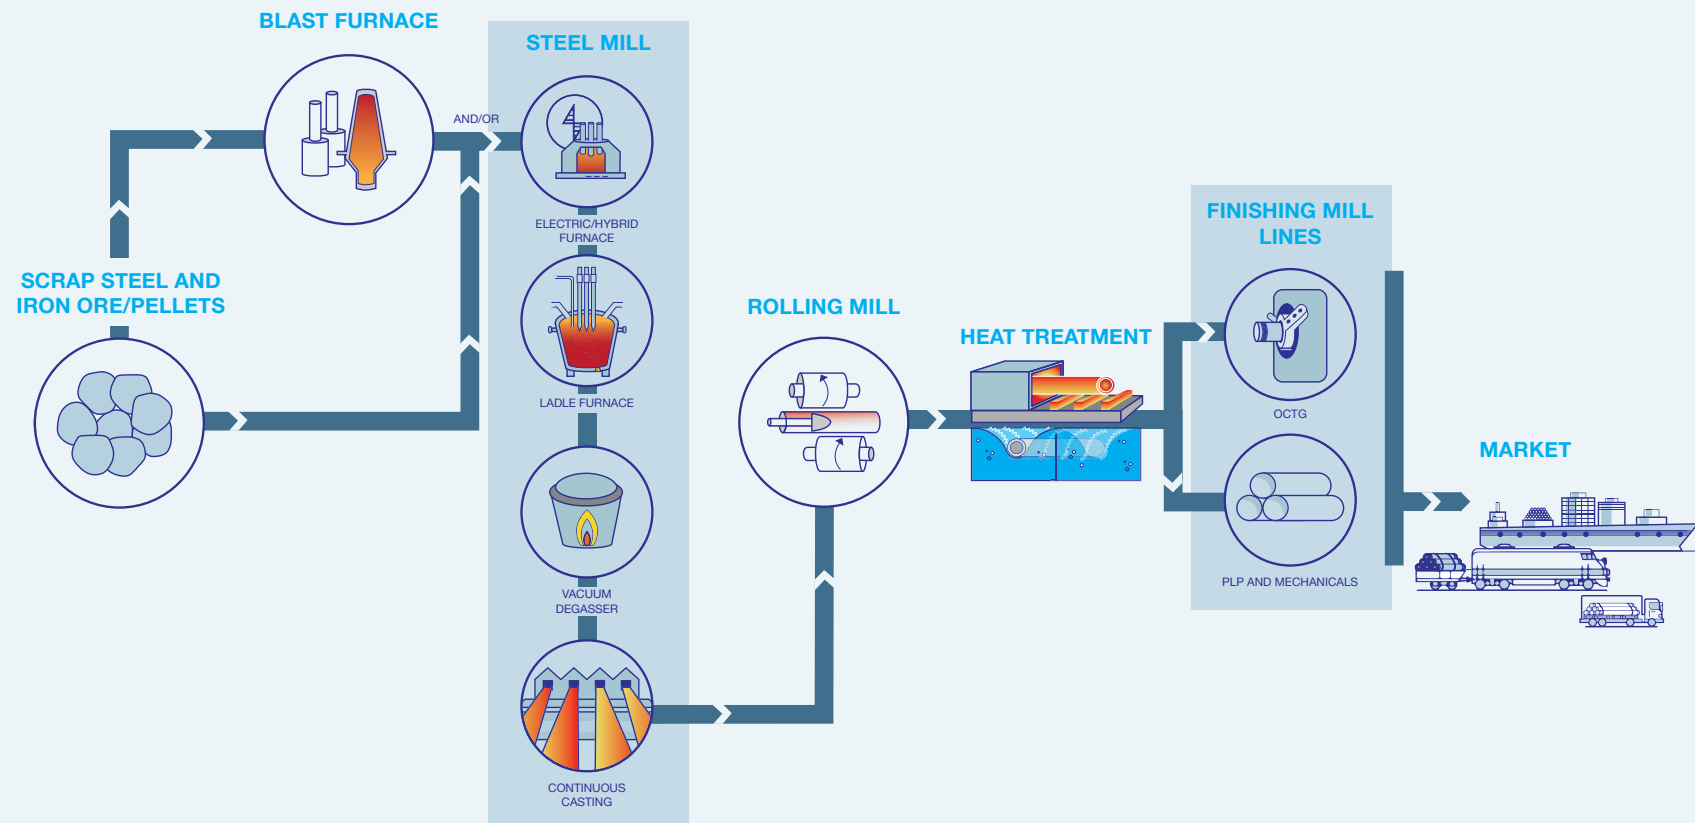 BLAST FURNACE
STEEL MILL
AND/OR
ELECTRIC/HYBRID
FURNACE
SCRAP STEEL AND
IRON ORE/PELLETS
LADLE FURNACE
VACUUM
DEGASSER
CONTINUOUS
CASTING
ROLLING MILL
HEAT TREATMENT
FINISHING MILL
LINES
OCTG
PLP AND MECHANICALS
MARKET